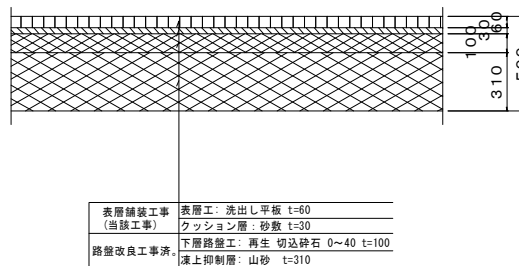 60
30
100
310
表層舗装工事
(当該工事)
表層工: 洗出し平板 t=60
クッション層: 砂敷 t=30
路盤改良工事済。
下層路盤工: 再生 切込砕石 0~40 t=100
凍上抑制層: 山砂 t=310